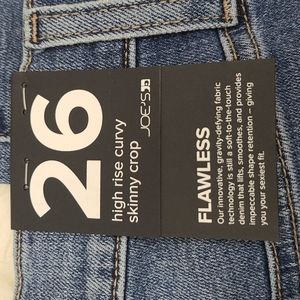 26
high rise curvy
skinny crop
JOE'S
FLAWLESS
Our innovative, gravity-defying fabric
technology is still a soft-to-the-touch
denim that lifts, smoothes, and provides
impeccable shape retention – giving
you your sexiest fit.